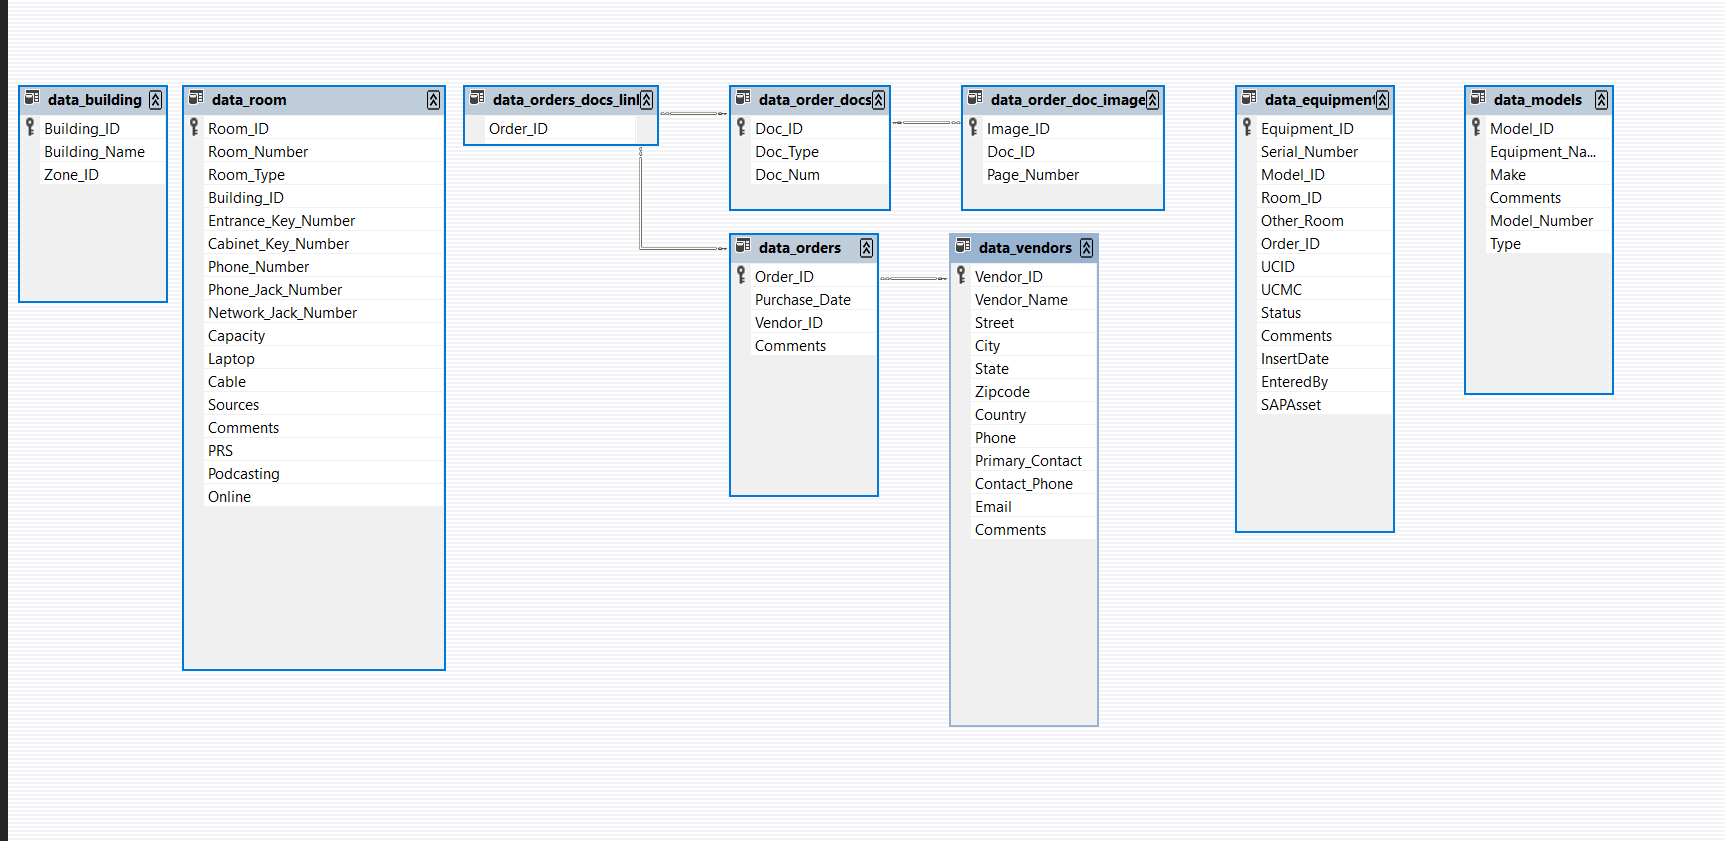 data_building
Building_ID
Building_Name
Zone_ID
data_room
Room_ID
Room_Number
Room_Type
Building_ID
Entrance_Key_Number
Cabinet_Key_Number
Phone_Number
Phone_Jack_Number
Network_Jack_Number
Capacity
Laptop
Cable
Sources
Comments
PRS
Podcasting
Online
data_orders_docs_linl
Order_ID
data_order_docs
Doc_ID
Doc_Type
Doc_Num
data_order_doc_image
Image_ID
Doc_ID
Page_Number
data_orders
Order_ID
Purchase_Date
Vendor_ID
Comments
data_vendors
Vendor_ID
Vendor_Name
Street
City
State
Zipcode
Country
Phone
Primary_Contact
Contact_Phone
Email
Comments
data_equipment
Equipment_ID
Serial_Number
Model_ID
Room_ID
Other_Room
Order_ID
UCID
UCMC
Status
Comments
InsertDate
EnteredBy
SAPAsset
data_models
Model_ID
Equipment_Na...
Make
Comments
Model_Number
Type